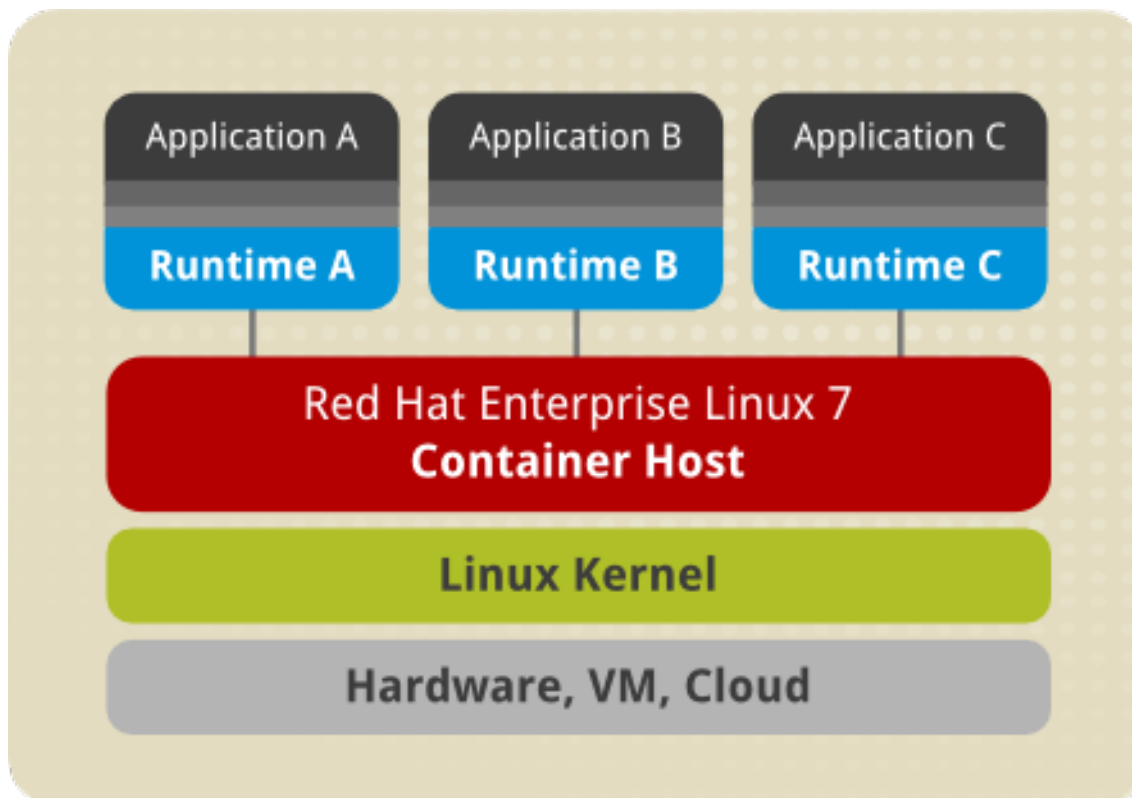 Application A
Application B
Application C
Runtime A
Runtime B
Runtime C
Red Hat Enterprise Linux 7
Container Host
Linux Kernel
Hardware, VM, Cloud